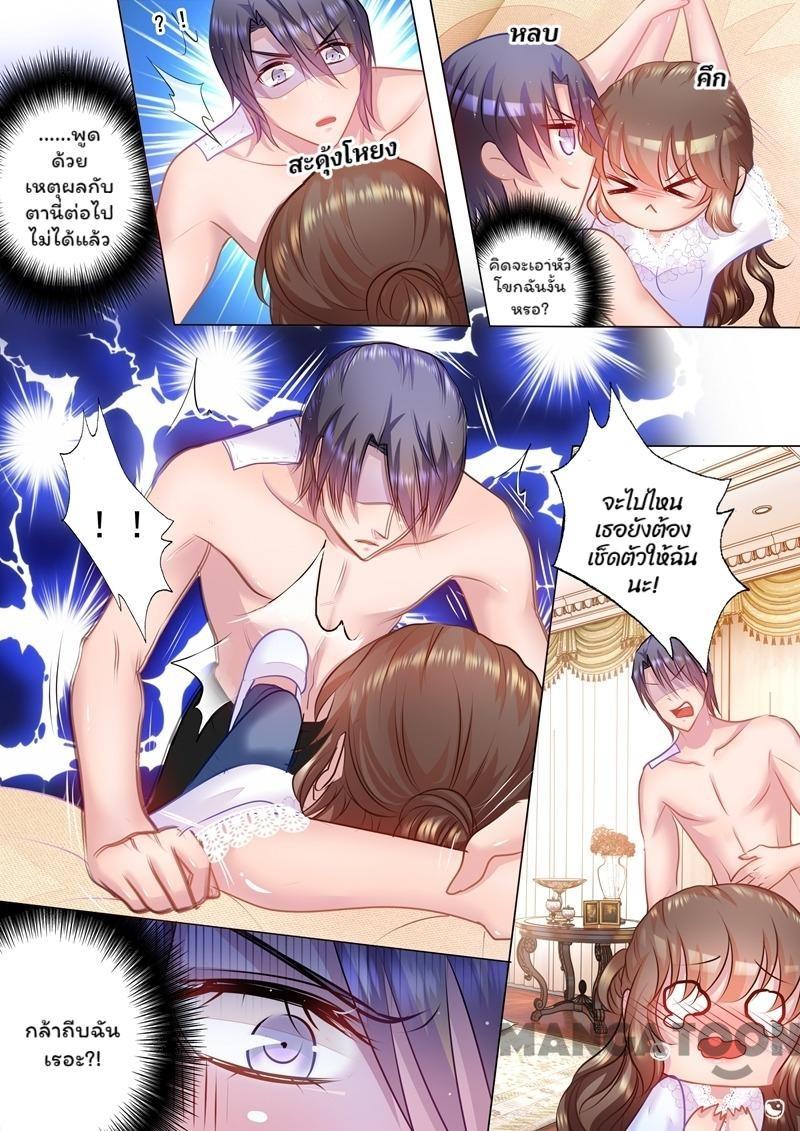 ? !
......พูด
ด้วย
เหตุผลกับ
ตานี่ต่อไป
ไม่ได้แล้ว
สะดุ้งโหยง
หลบ
คึก
คิดจะเอาหัว
โขกฉันงั้น
หรอ?
! !
จะไปไหน
เธอยังต้อง
เช็ดตัวให้ฉัน
นะ!
กล้าถีบฉัน
เรอะ?!
MANGATOON